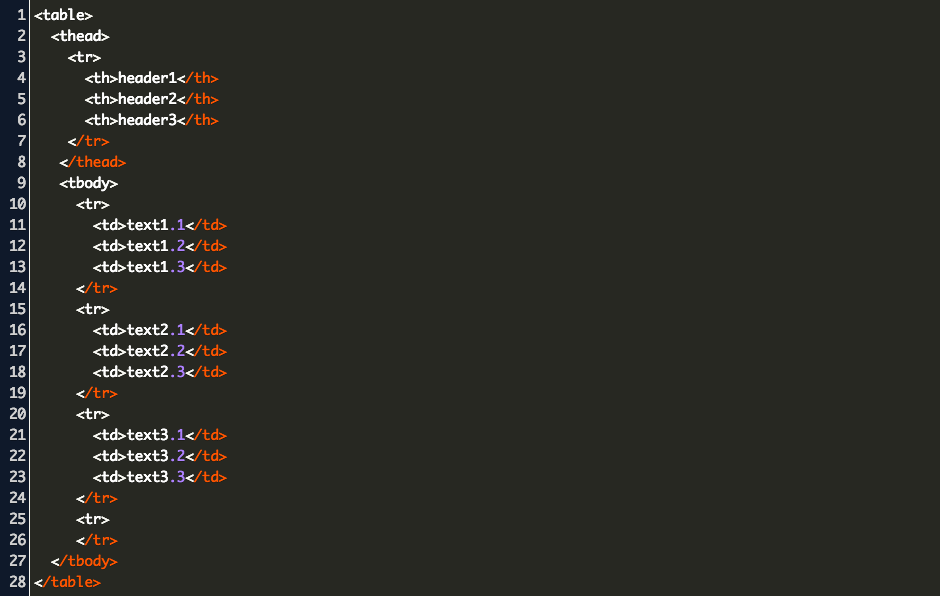 1 <table>
2   <thead>
3     <tr>
4       <th>header1</th>
5       <th>header2</th>
6       <th>header3</th>
7     </tr>
8    </thead>
9    <tbody>
10      <tr>
11        <td>text1.1</td>
12        <td>text1.2</td>
13        <td>text1.3</td>
14      </tr>
15      <tr>
16        <td>text2.1</td>
17        <td>text2.2</td>
18        <td>text2.3</td>
19      </tr>
20      <tr>
21        <td>text3.1</td>
22        <td>text3.2</td>
23        <td>text3.3</td>
24      </tr>
25      <tr>
26      </tr>
27   </tbody>
28 </table>